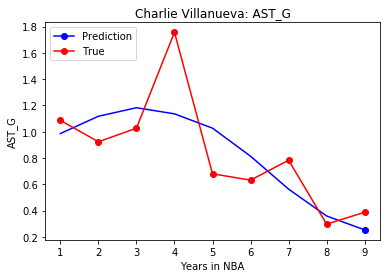 Charlie Villanueva: AST_G
Prediction
True
1.8
1.6
1.4
1.2
1.0
0.8
0.6
0.4
0.2
AST_G
1 2 3 4 5 6 7 8 9
Years in NBA